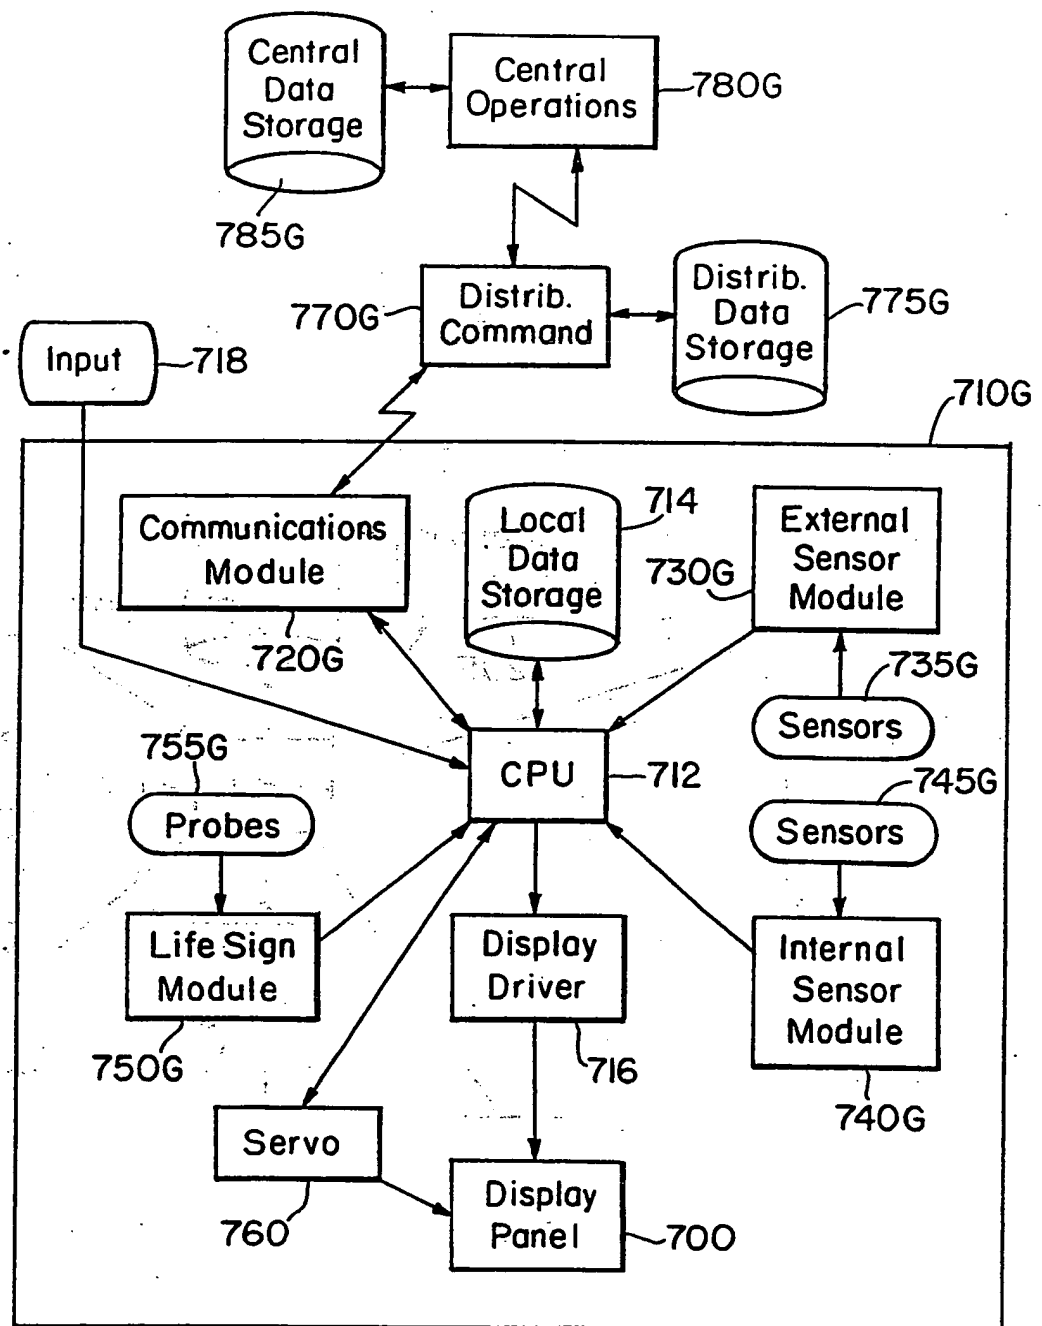 Central
Data
Storage
785G
Central
Operations
780G
770G
Distrib.
Command
Distrib.
Data
Storage
775G
Input
718
710G
Communications
Module
720G
Local
Data
Storage
714
730G
External
Sensor
Module
735G
Sensors
CPU
712
755G
Probes
745G
Sensors
Life Sign
Module
750G
Display
Driver
716
Internal
Sensor
Module
740G
Servo
760
Display
Panel
700